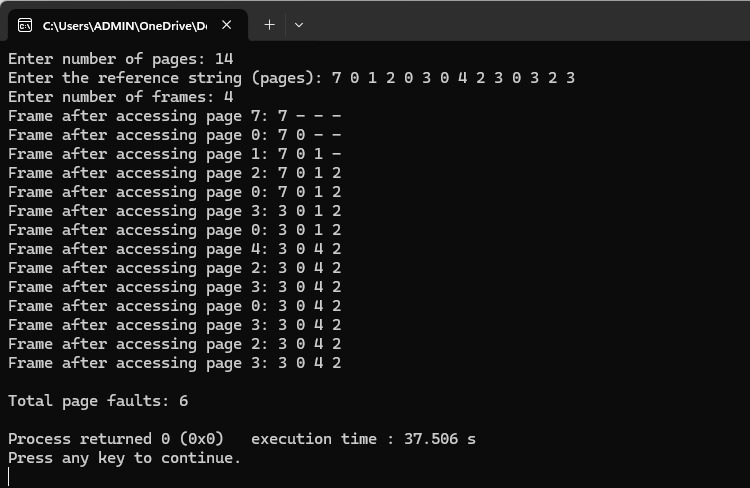 C:\Users\ADMIN\OneDrive\De
Enter number of pages: 14
Enter the reference string (pages): 7 0 1 2 0 3 0 4 2 3 0 3 2 3
Enter number of frames: 4
Frame after accessing page 7: 7 - - -
Frame after accessing page 0: 7 0 - -
Frame after accessing page 1: 7 0 1 -
Frame after accessing page 2: 7 0 1 2
Frame after accessing page 0: 7 0 1 2
Frame after accessing page 3: 3 0 1 2
Frame after accessing page 0: 3 0 1 2
Frame after accessing page 4: 3 0 4 2
Frame after accessing page 2: 3 0 4 2
Frame after accessing page 3: 3 0 4 2
Frame after accessing page 0: 3 0 4 2
Frame after accessing page 3: 3 0 4 2
Frame after accessing page 2: 3 0 4 2
Frame after accessing page 3: 3 0 4 2
Total page faults: 6
Process returned 0 (0x0)   execution time : 37.506 s
Press any key to continue.